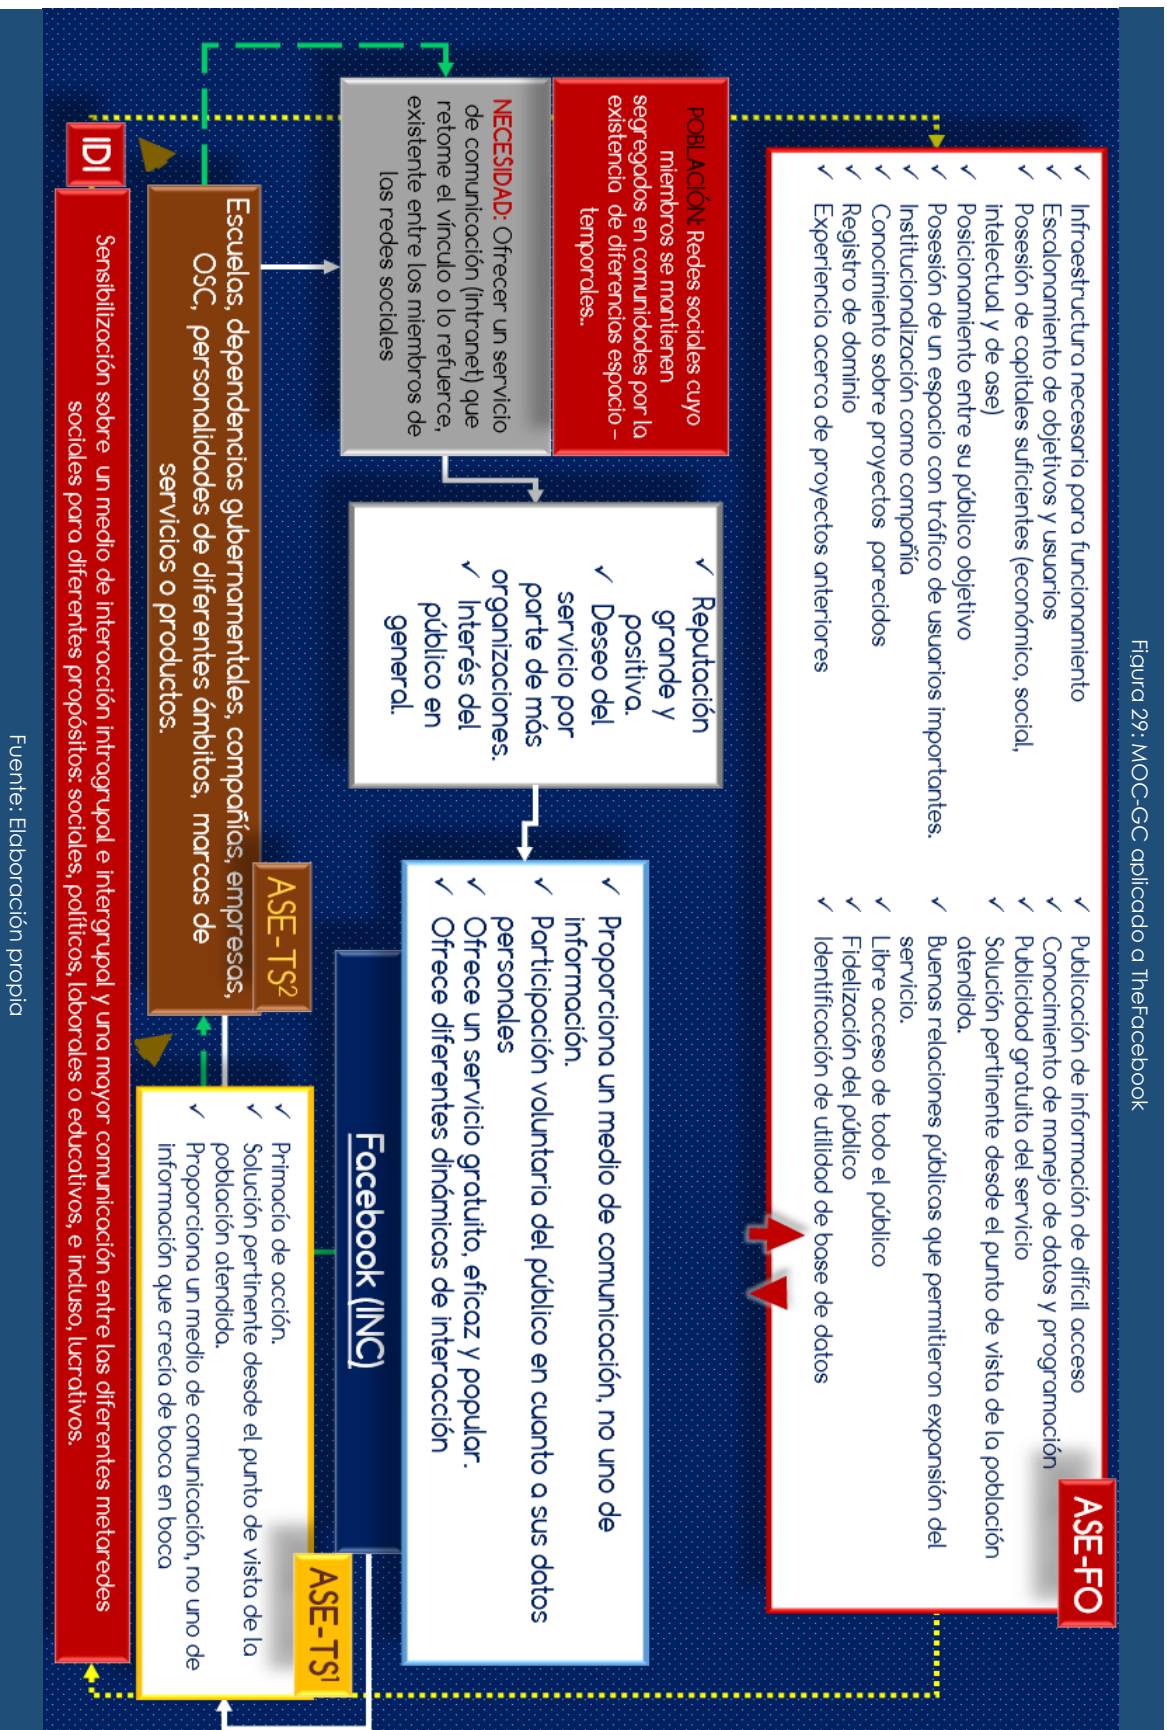 Figura 29: MOC-GC aplicado a TheFacebook
ASE-FO
✓ Infraestructura necesaria para funcionamiento
✓ Escalonamiento de objetivos y usuarios
✓ Posesión de capitales suficientes (económico, social,
intelectual y de ase)
✓ Posicionamiento entre su público objetivo
✓ Posesión de un espacio con tráfico de usuarios importantes.
✓ Institucionalización como compañía
✓ Conocimiento sobre proyectos parecidos
✓ Registro de dominio
✓ Experiencia acerca de proyectos anteriores
✓ Publicación de información de difícil acceso
✓ Conocimiento de manejo de datos y programación
✓ Publicidad gratuita del servicio
✓ Solución pertinente desde el punto de vista de la población
atendida.
✓ Buenas relaciones públicas que permitieron expansión del
servicio.
✓ Libre acceso de todo el público
✓ Fidelización del público
✓ Identificación de utilidad de base de datos
POBLACIÓN: Redes sociales cuyo
miembros se mantienen
segregados en comunidades por la
existencia de diferencias espacio –
temporales..
NECESIDAD: Ofrecer un servicio
de comunicación (intranet) que
retome el vínculo o lo refuerce,
existente entre los miembros de
las redes sociales
✓ Reputación
grande y
positiva.
✓ Deseo del
servicio por
parte de más
organizaciones.
✓ Interés del
público en
general.
✓ Proporciona un medio de comunicación, no uno de
información.
✓ Participación voluntaria del público en cuanto a sus datos
personales
✓ Ofrece un servicio gratuito, eficaz y popular.
✓ Ofrece diferentes dinámicas de interacción
Facebook (INC)
ASE-TS2
Escuelas, dependencias gubernamentales, compañías, empresas,
OSC, personalidades de diferentes ámbitos, marcas de
servicios o productos.
ASE-TS1
✓ Primacía de acción.
✓ Solución pertinente desde el punto de vista de la
población atendida.
✓ Proporciona un medio de comunicación, no uno de
información que crecía de boca en boca
IDI
Sensibilización sobre un medio de interacción intragrupal e intergrupal y una mayor comunicación entre las diferentes metaredes
sociales para diferentes propósitos: sociales, políticos, laborales o educativos, e incluso, lucrativos.
Fuente: Elaboración propia